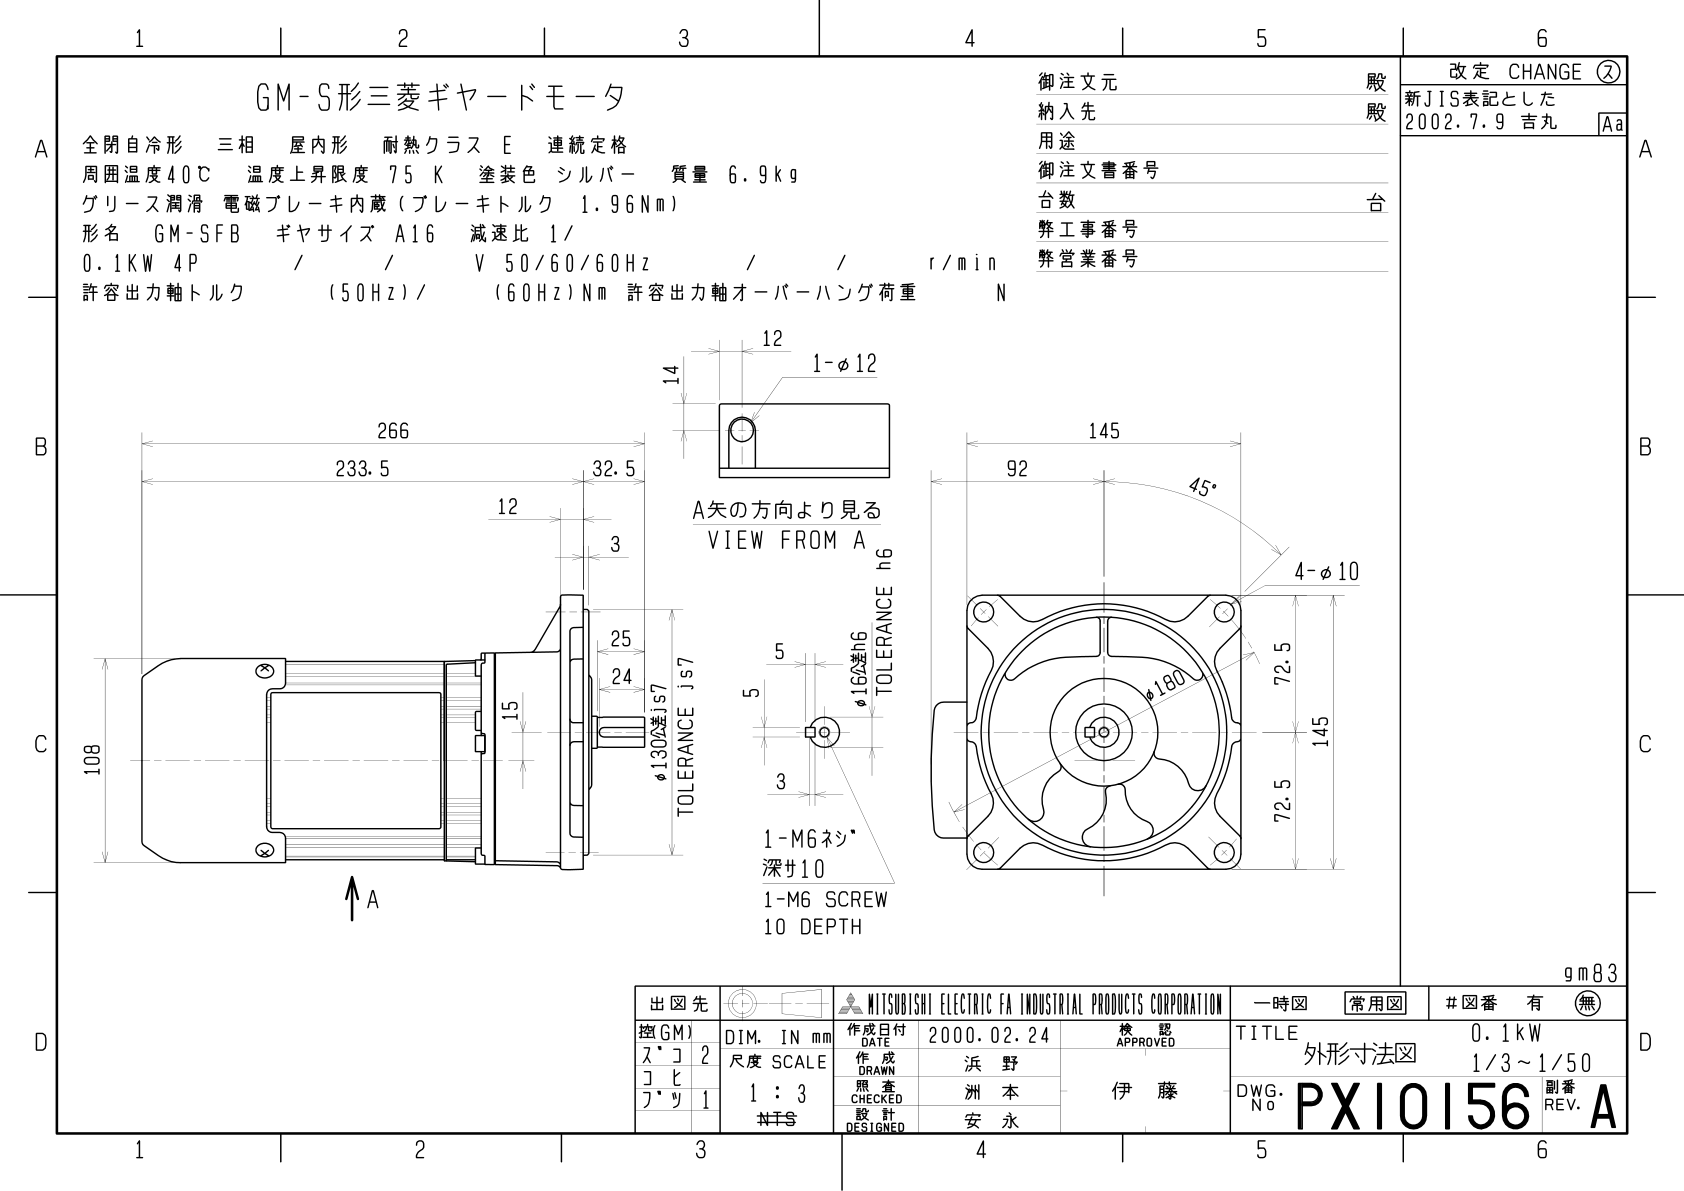 1 2 3 4 5 6
A A
B B
C C
D D
GM-S形三菱ギヤードモータ
全閉自冷形 三相 屋内形 耐熱クラス E 連続定格
周囲温度40℃ 温度上昇限度 75 K 塗装色 シルバー 質量 6.9kg
グリース潤滑 電磁ブレーキ内蔵(ブレーキトルク 1.96Nm)
形名 GM-SFB ギヤサイズ A16 減速比 1/
0.1KW 4P / / V 50/60/60Hz / / r/min
許容出力軸トルク (50Hz)/ (60Hz)Nm 許容出力軸オーバーハング荷重 N
御注文元 殿
納入先 殿
用途
御注文書番号
台数 台
弊工事番号
弊営業番号
改定 CHANGE ス
新JIS表記とした
2002.7.9 吉丸 Aa
12
14
1-φ12
A矢の方向より見る
VIEW FROM A
266
233.5 32.5
12
3
25
24
15
108
φ130公差js7
TOLERANCE js7
A
5
5
3
φ16公差h6
TOLERANCE h6
1-M6ネジ
深サ10
1-M6 SCREW
10 DEPTH
145
92
45°
4-φ10
φ180
72.5
145
72.5
gm83
出図先
MITSUBISHI ELECTRIC FA INDUSTRIAL PRODUCTS CORPORATION
一時図 常用図 #図番 有 無
控(GM)
ズコ 2
コヒ
ブツ 1
DIM. IN mm
尺度 SCALE
1 : 3
NTS
作成日付
DATE
2000.02.24
検 認
APPROVED
作 成
DRAWN
浜 野
照 査
CHECKED
洲 本
伊 藤
設 計
DESIGNED
安 永
TITLE
外形寸法図
0.1kW
1/3~1/50
DWG.
No
PX10156
副番
REV.
A
1 2 3 4 5 6